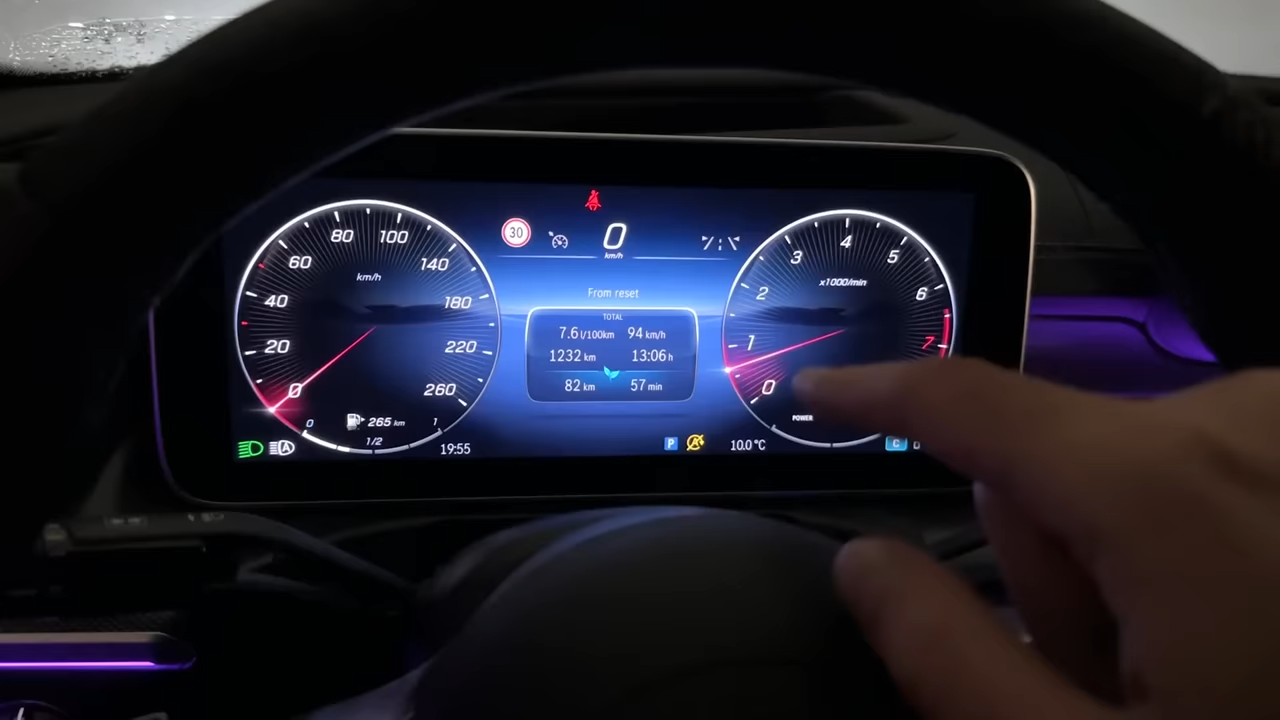 80
100
60
km/h
140
40
180
20
220
0
260
0
265 km
1
1/2
19:55
30
0
km/h
From reset
TOTAL
7.6 l/100km 94 km/h
1232 km 13:06 h
82 km 57 min
P
A
10.0 °C
4
3
5
x1000/min
2
6
1
7
0
POWER
C